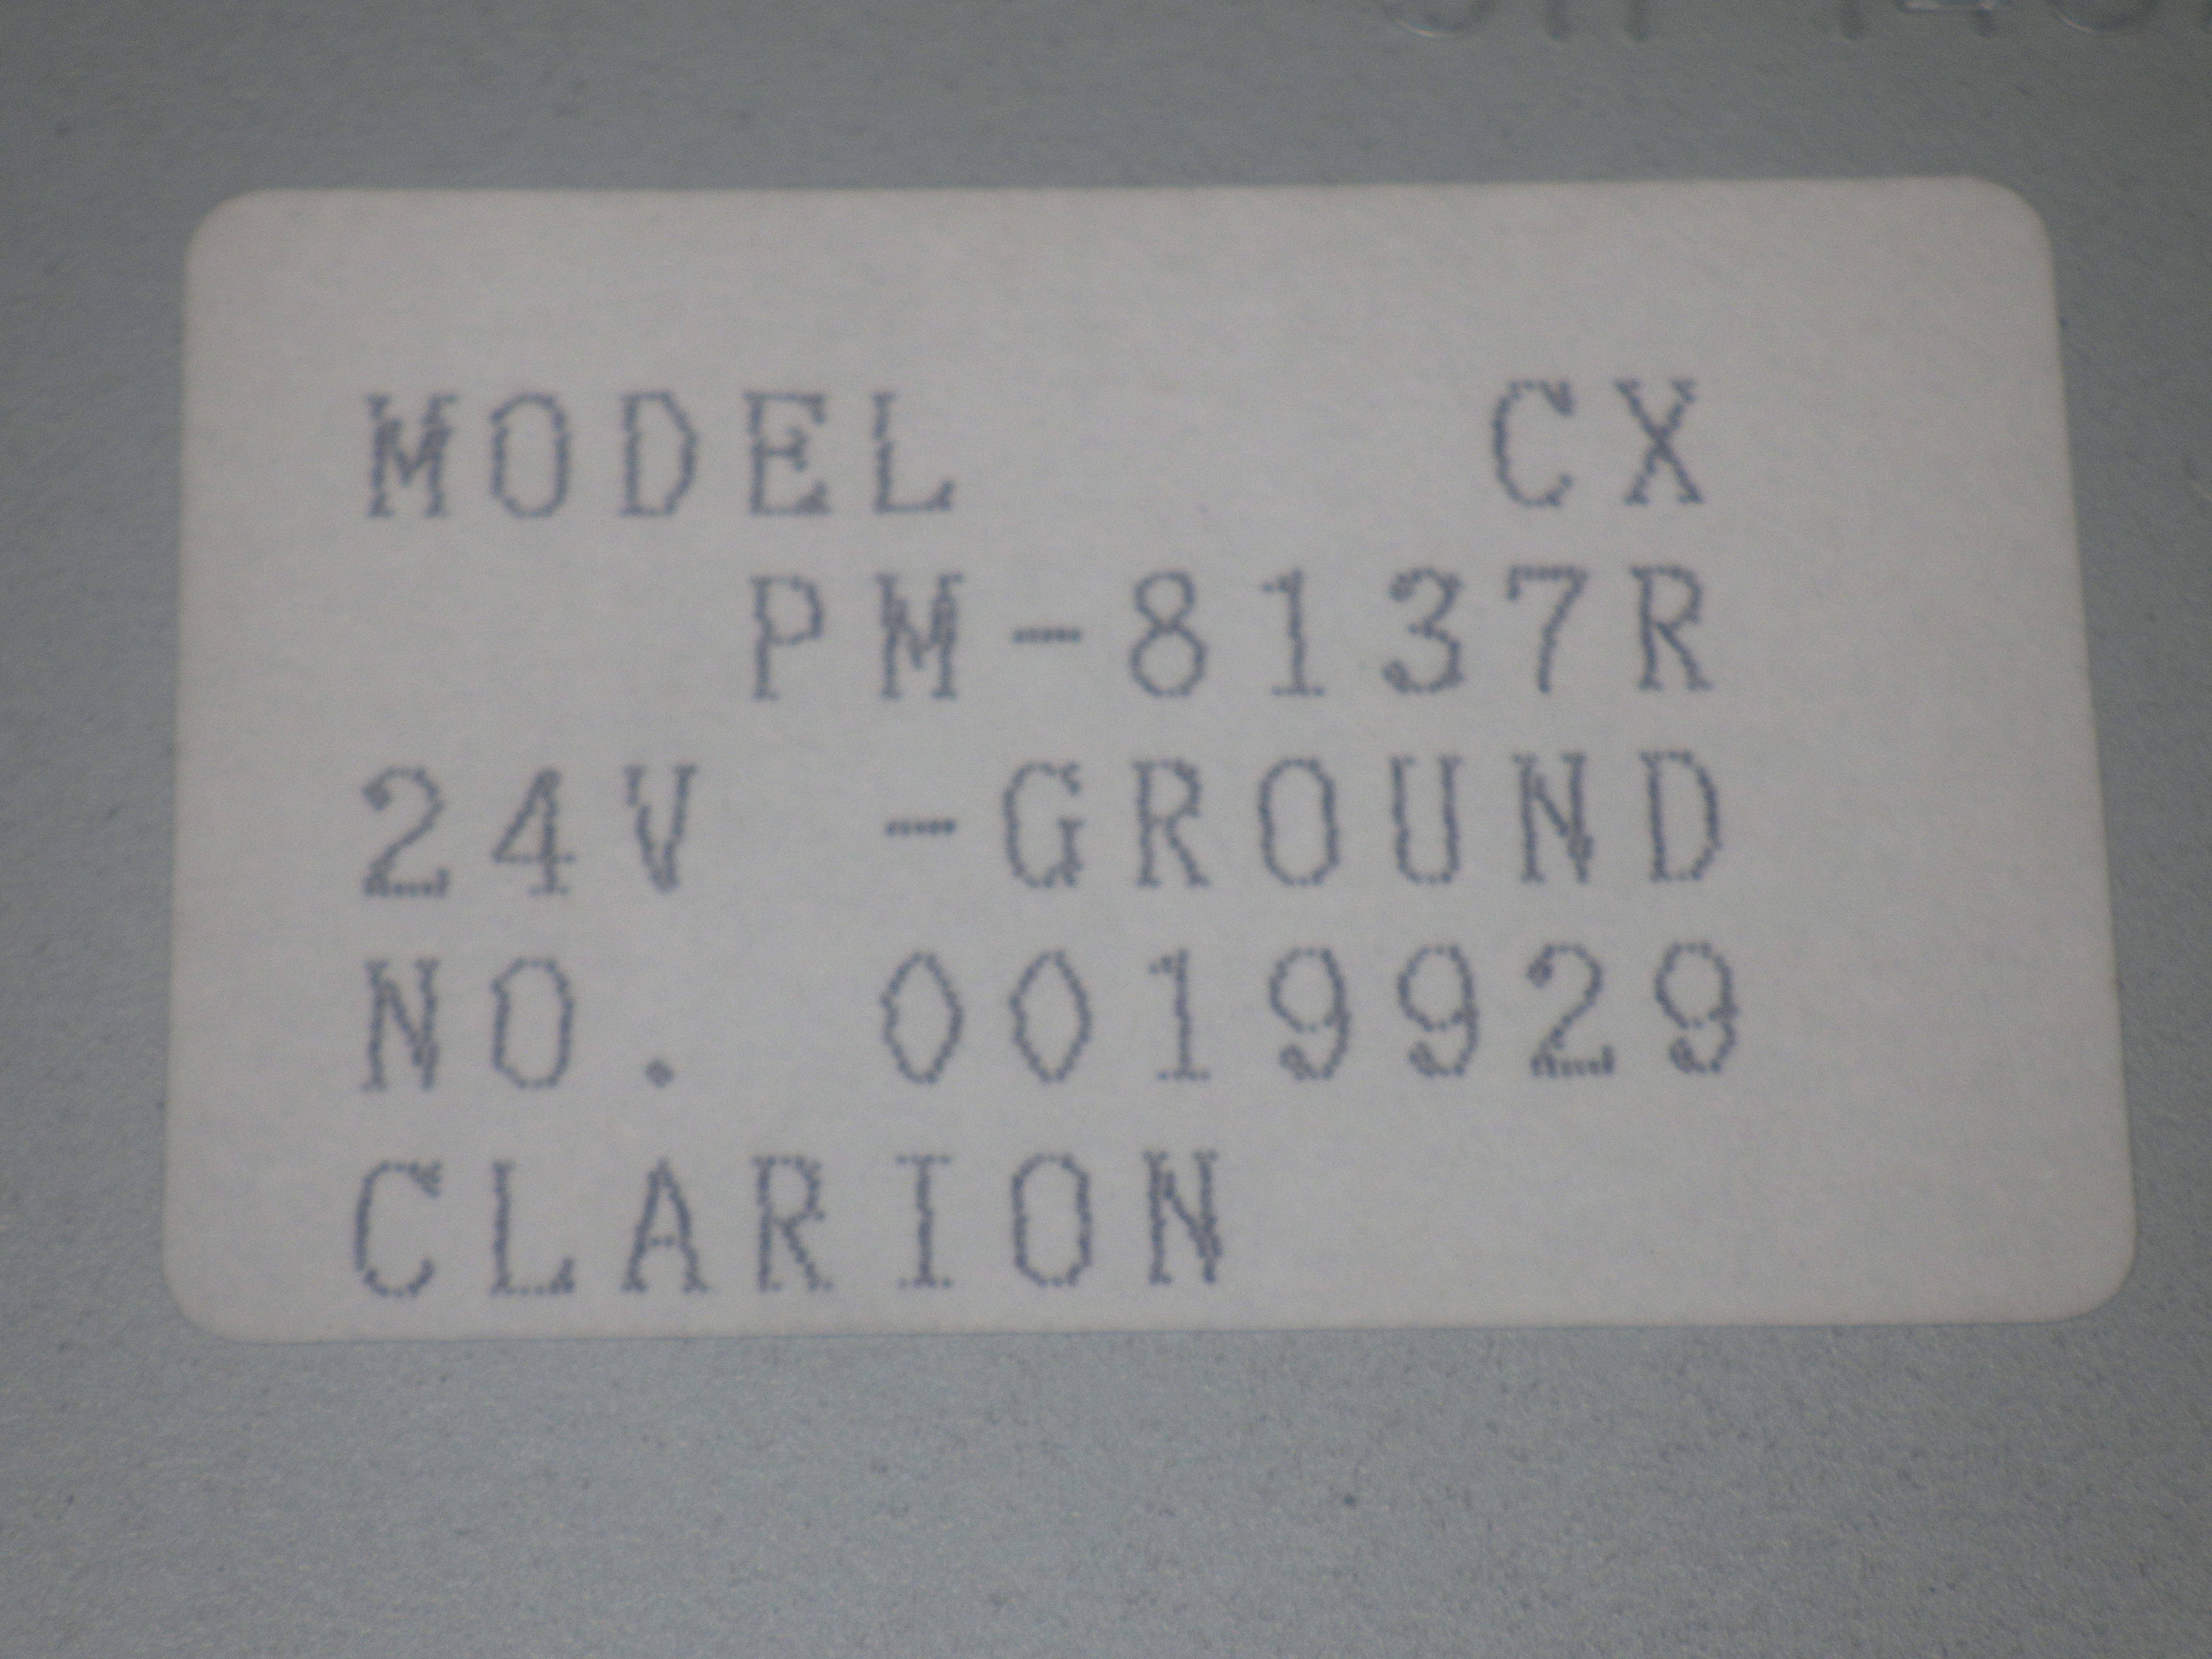 MODEL CX
PM-8137R
24V -GROUND
NO. 0019929
CLARION